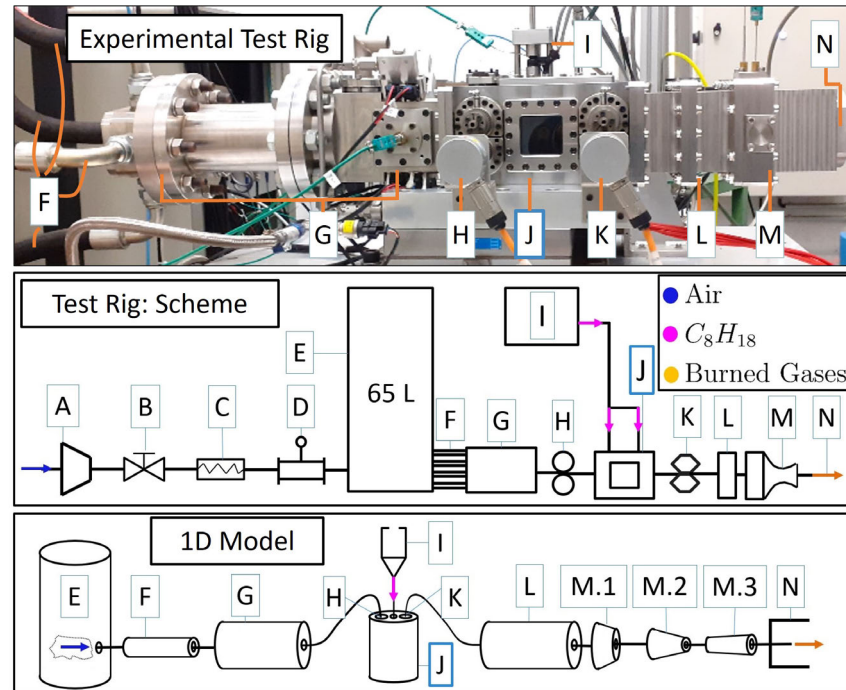 Experimental Test Rig
I
N
F
G
H
J
K
L
M
Test Rig: Scheme
I
Air
C₈H₁₈
Burned Gases
E
65 L
J
A
B
C
D
F
G
H
K
L
M
N
1D Model
I
E
F
G
H
K
L
M.1
M.2
M.3
N
J